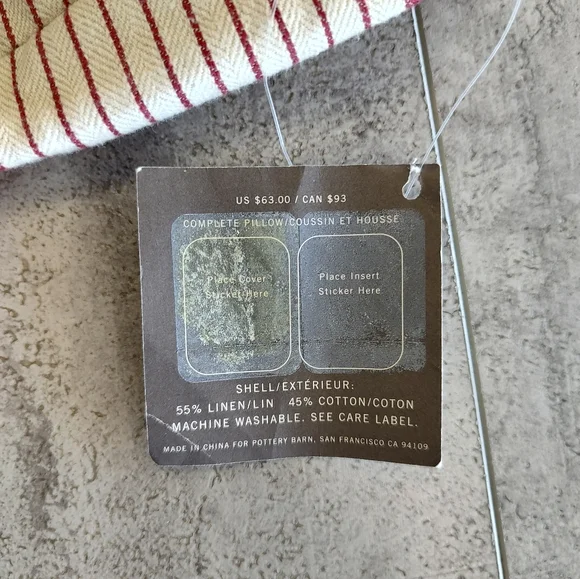 US $63.00 / CAN $93
COMPLETE PILLOW/COUSSIN ET HOUSSE
Place Cover
Sticker Here
Place Insert
Sticker Here
SHELL/EXTÉRIEUR:
55% LINEN/LIN 45% COTTON/COTON
MACHINE WASHABLE. SEE CARE LABEL.
MADE IN CHINA FOR POTTERY BARN, SAN FRANCISCO CA 94109